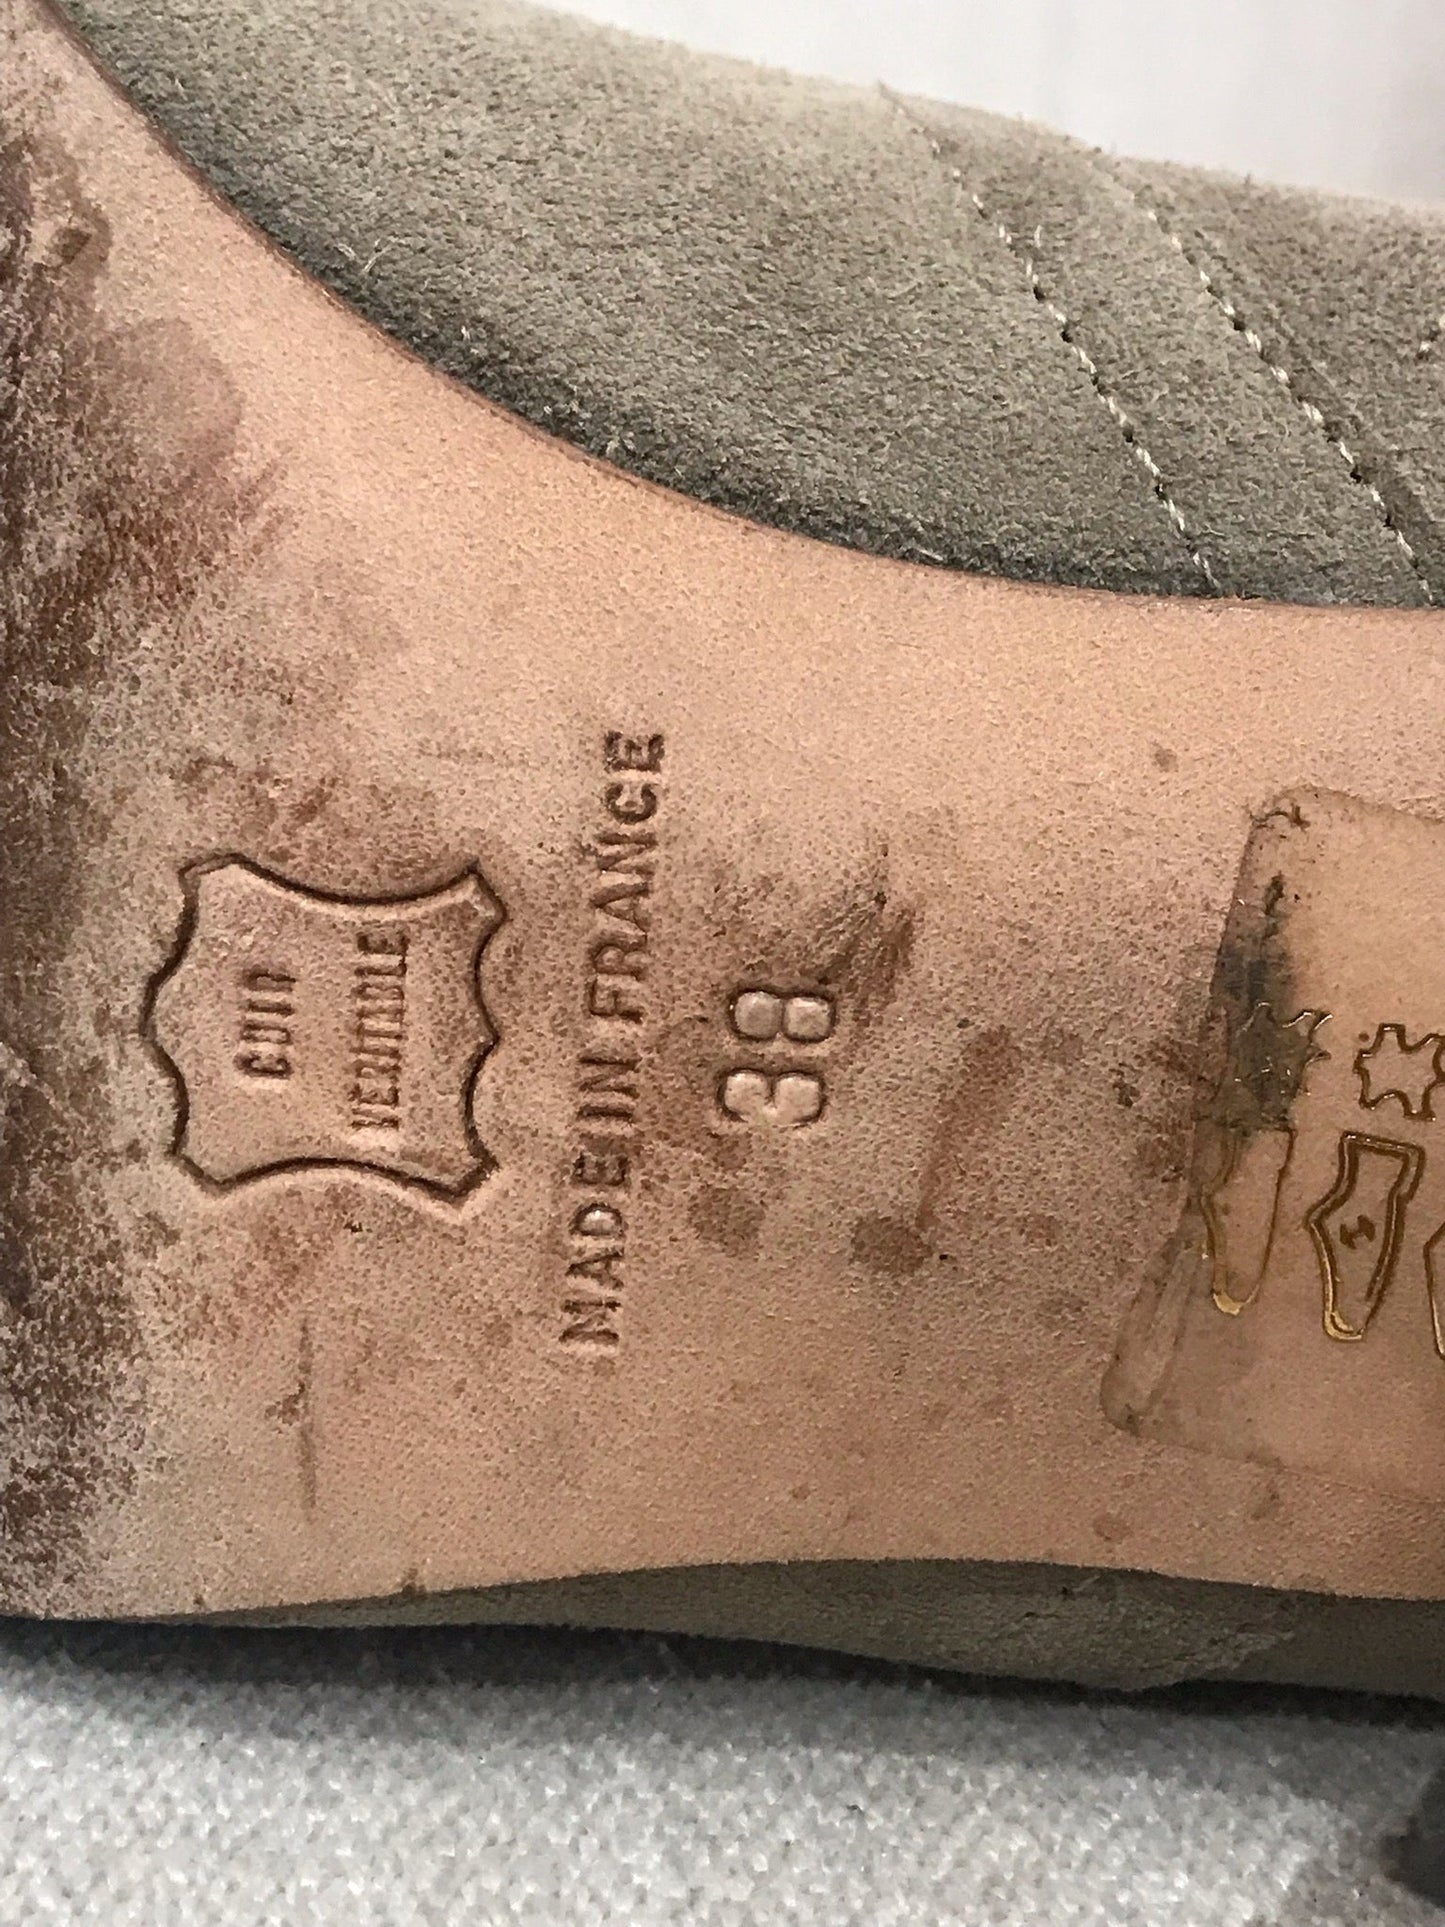 CUIR
VERITABLE
MADE IN FRANCE
38